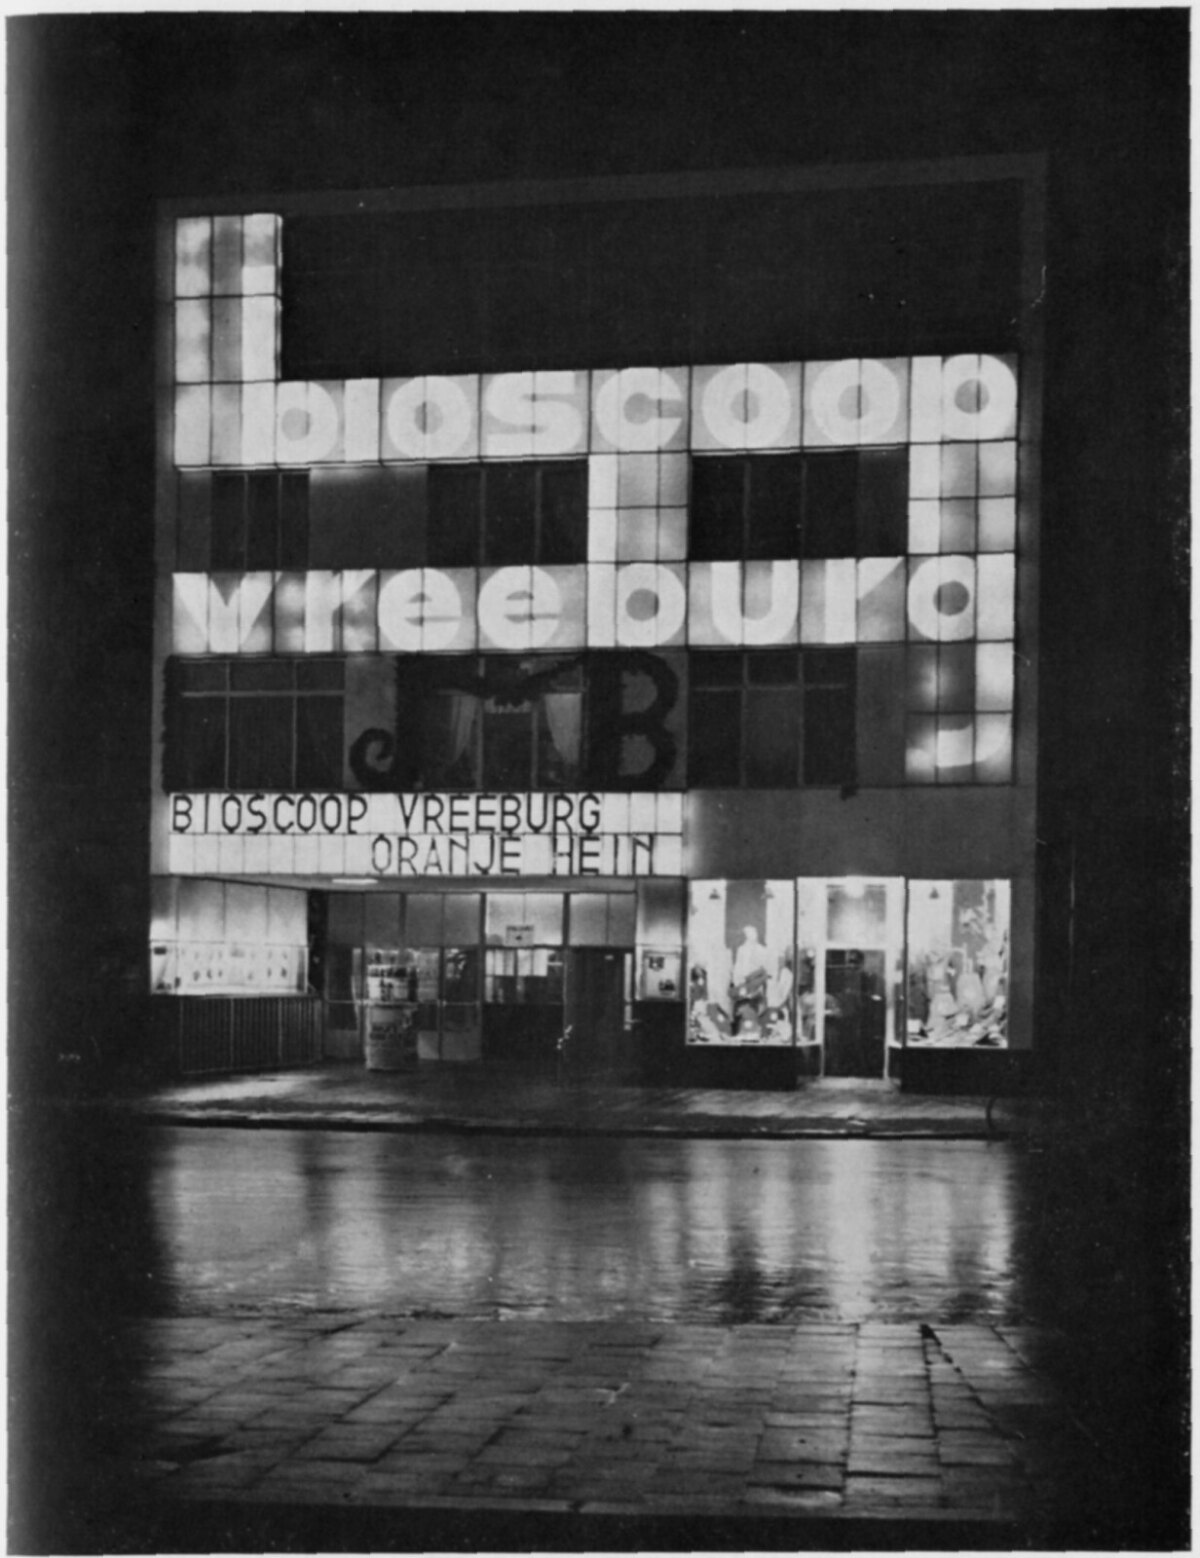 bioscoop
vreeburg
JB
BIOSCOOP VREEBURG
ORANJE HEIN